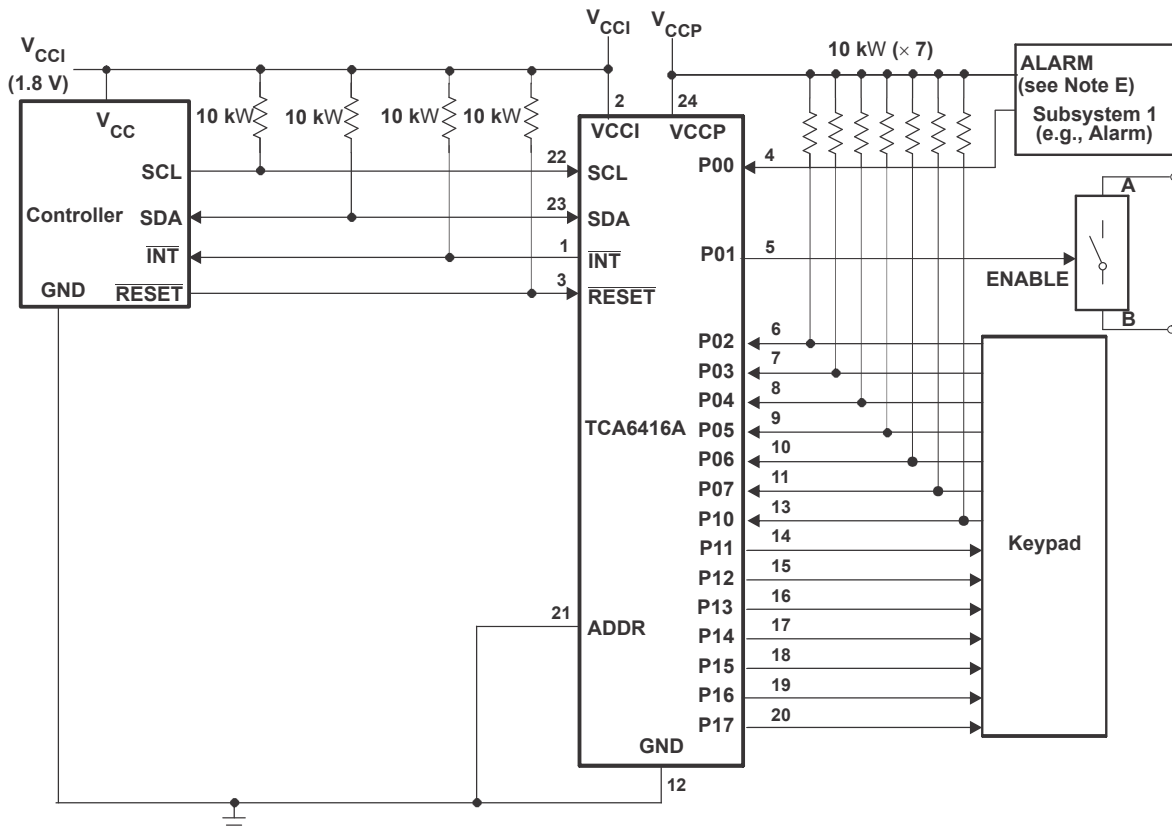 VCCI
VCCP
VCCI
(1.8 V)
10 kW (× 7)
ALARM
(see Note E)
Subsystem 1
(e.g., Alarm)
VCC
10 kW
10 kW
10 kW
10 kW
2
24
VCCI
VCCP
Controller
SCL
SDA
INT
RESET
GND
22
23
1
3
SCL
SDA
INT
RESET
TCA6416A
21
ADDR
GND
12
P00
4
P01
5
ENABLE
A
B
P02
6
P03
7
P04
8
P05
9
P06
10
P07
11
P10
13
P11
14
P12
15
P13
16
P14
17
P15
18
P16
19
P17
20
Keypad